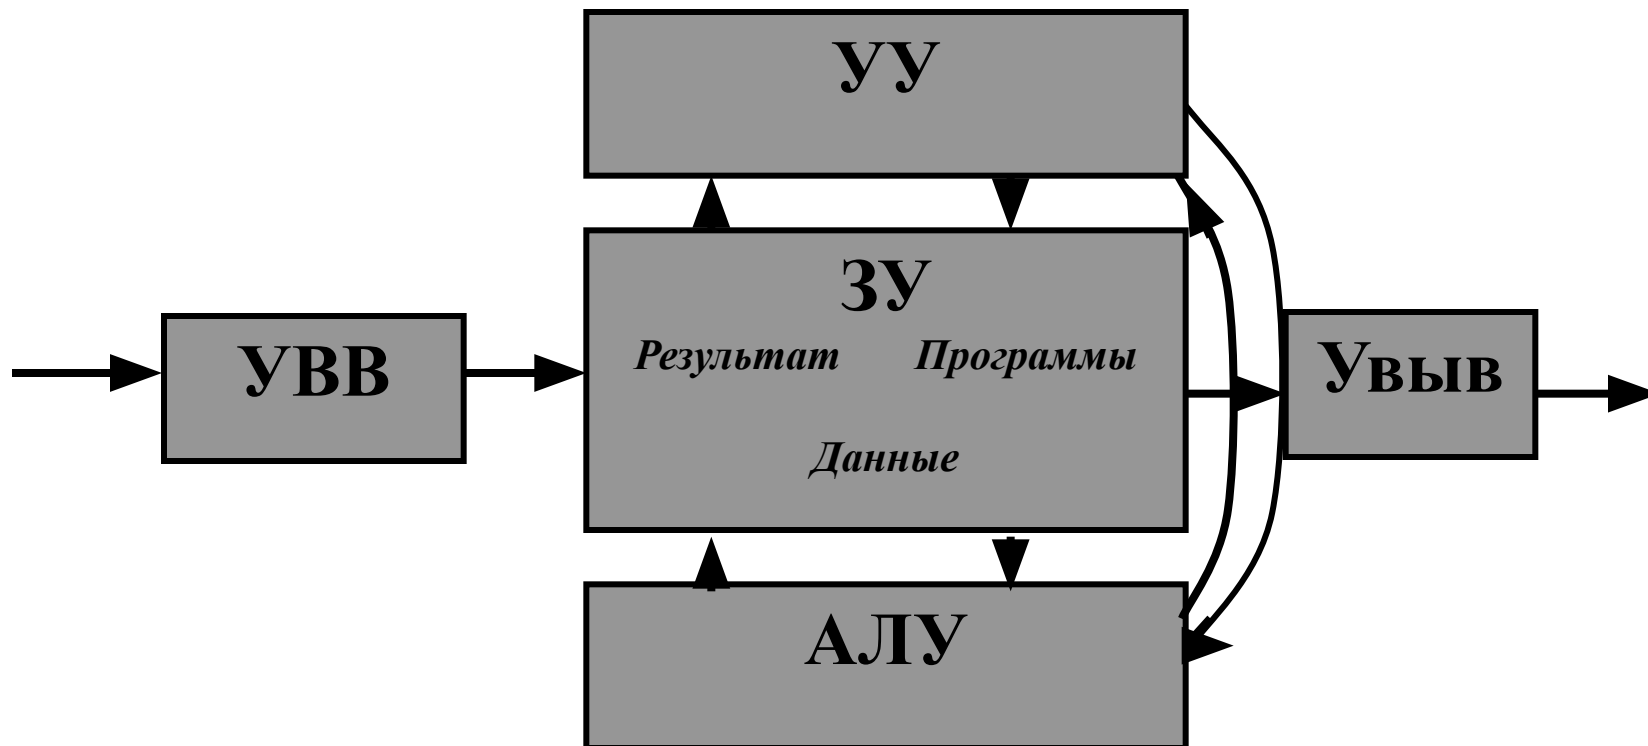 УУ
ЗУ
Результат Программы
Данные
УВВ
Увыв
АЛУ